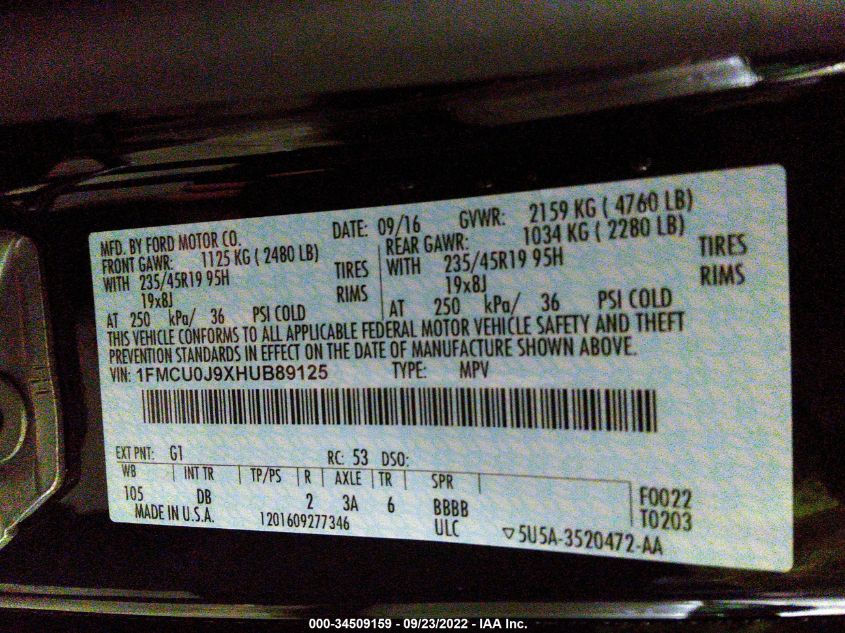 MFD. BY FORD MOTOR CO. DATE: 09/16 GVWR: 2159 KG ( 4760 LB)
FRONT GAWR: 1125 KG ( 2480 LB) REAR GAWR: 1034 KG ( 2280 LB)
WITH 235/45R19 95H TIRES WITH 235/45R19 95H TIRES
19x8J RIMS 19x8J RIMS
AT 250 kPa/ 36 PSI COLD AT 250 kPa/ 36 PSI COLD
THIS VEHICLE CONFORMS TO ALL APPLICABLE FEDERAL MOTOR VEHICLE SAFETY AND THEFT
PREVENTION STANDARDS IN EFFECT ON THE DATE OF MANUFACTURE SHOWN ABOVE.
VIN: 1FMCU0J9XHUB89125 TYPE: MPV
EXT PNT: G1 RC: 53 DSO:
WB INT TR TP/PS R AXLE TR SPR
105 DB 2 3A 6 BBBB F0022
MADE IN U.S.A. 1201609277346 ULC T0203
▽5U5A-3520472-AA
000-34509159 - 09/23/2022 - IAA Inc.